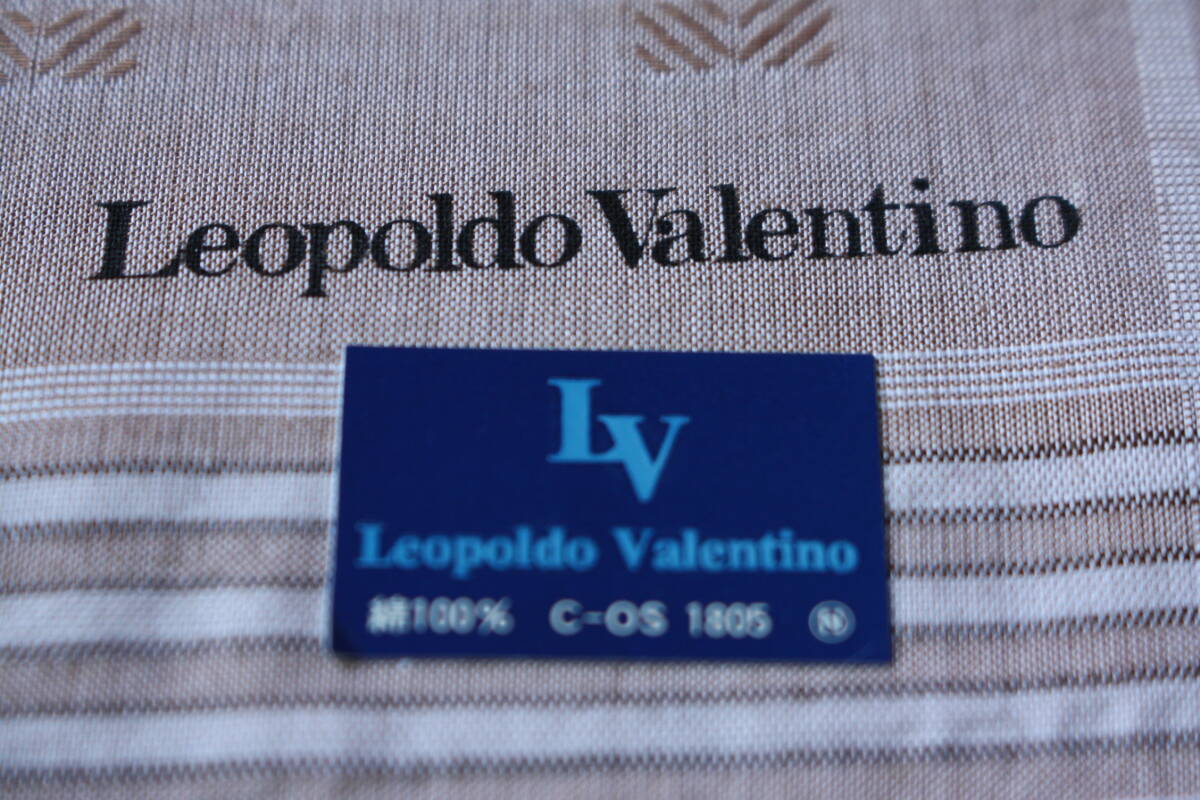 Leopoldo Valentino
LV
Leopoldo Valentino
綿100% C-OS 1805 N